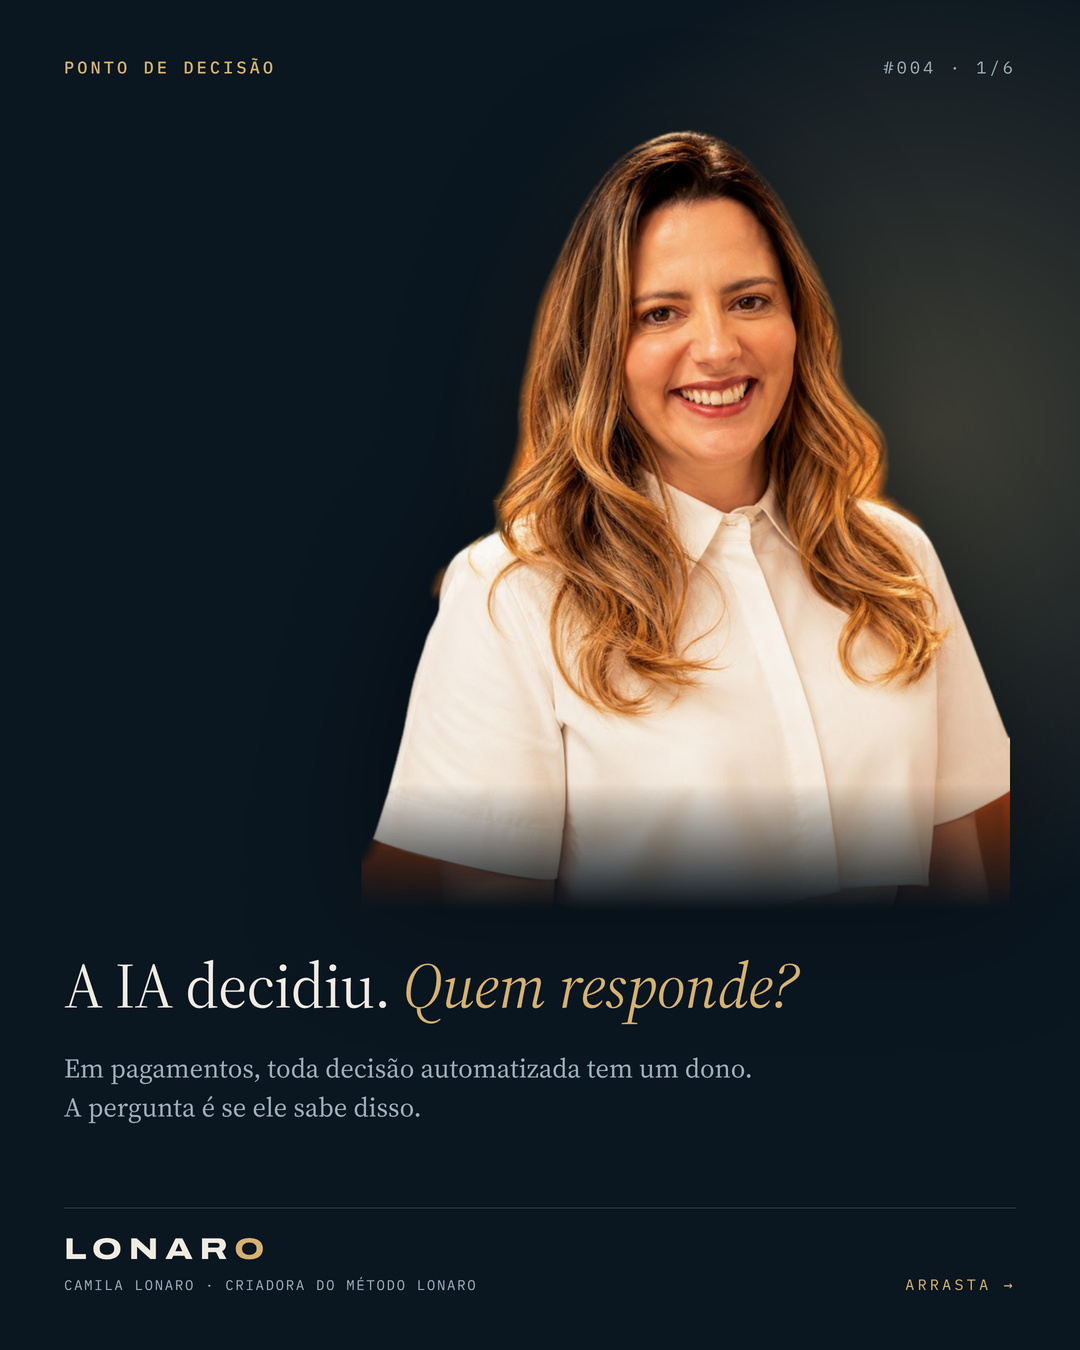 PONTO DE DECISÃO
#004 · 1/6
A IA decidiu. Quem responde?
Em pagamentos, toda decisão automatizada tem um dono.
A pergunta é se ele sabe disso.
LONARO
CAMILA LONARO · CRIADORA DO MÉTODO LONARO
ARRASTA →